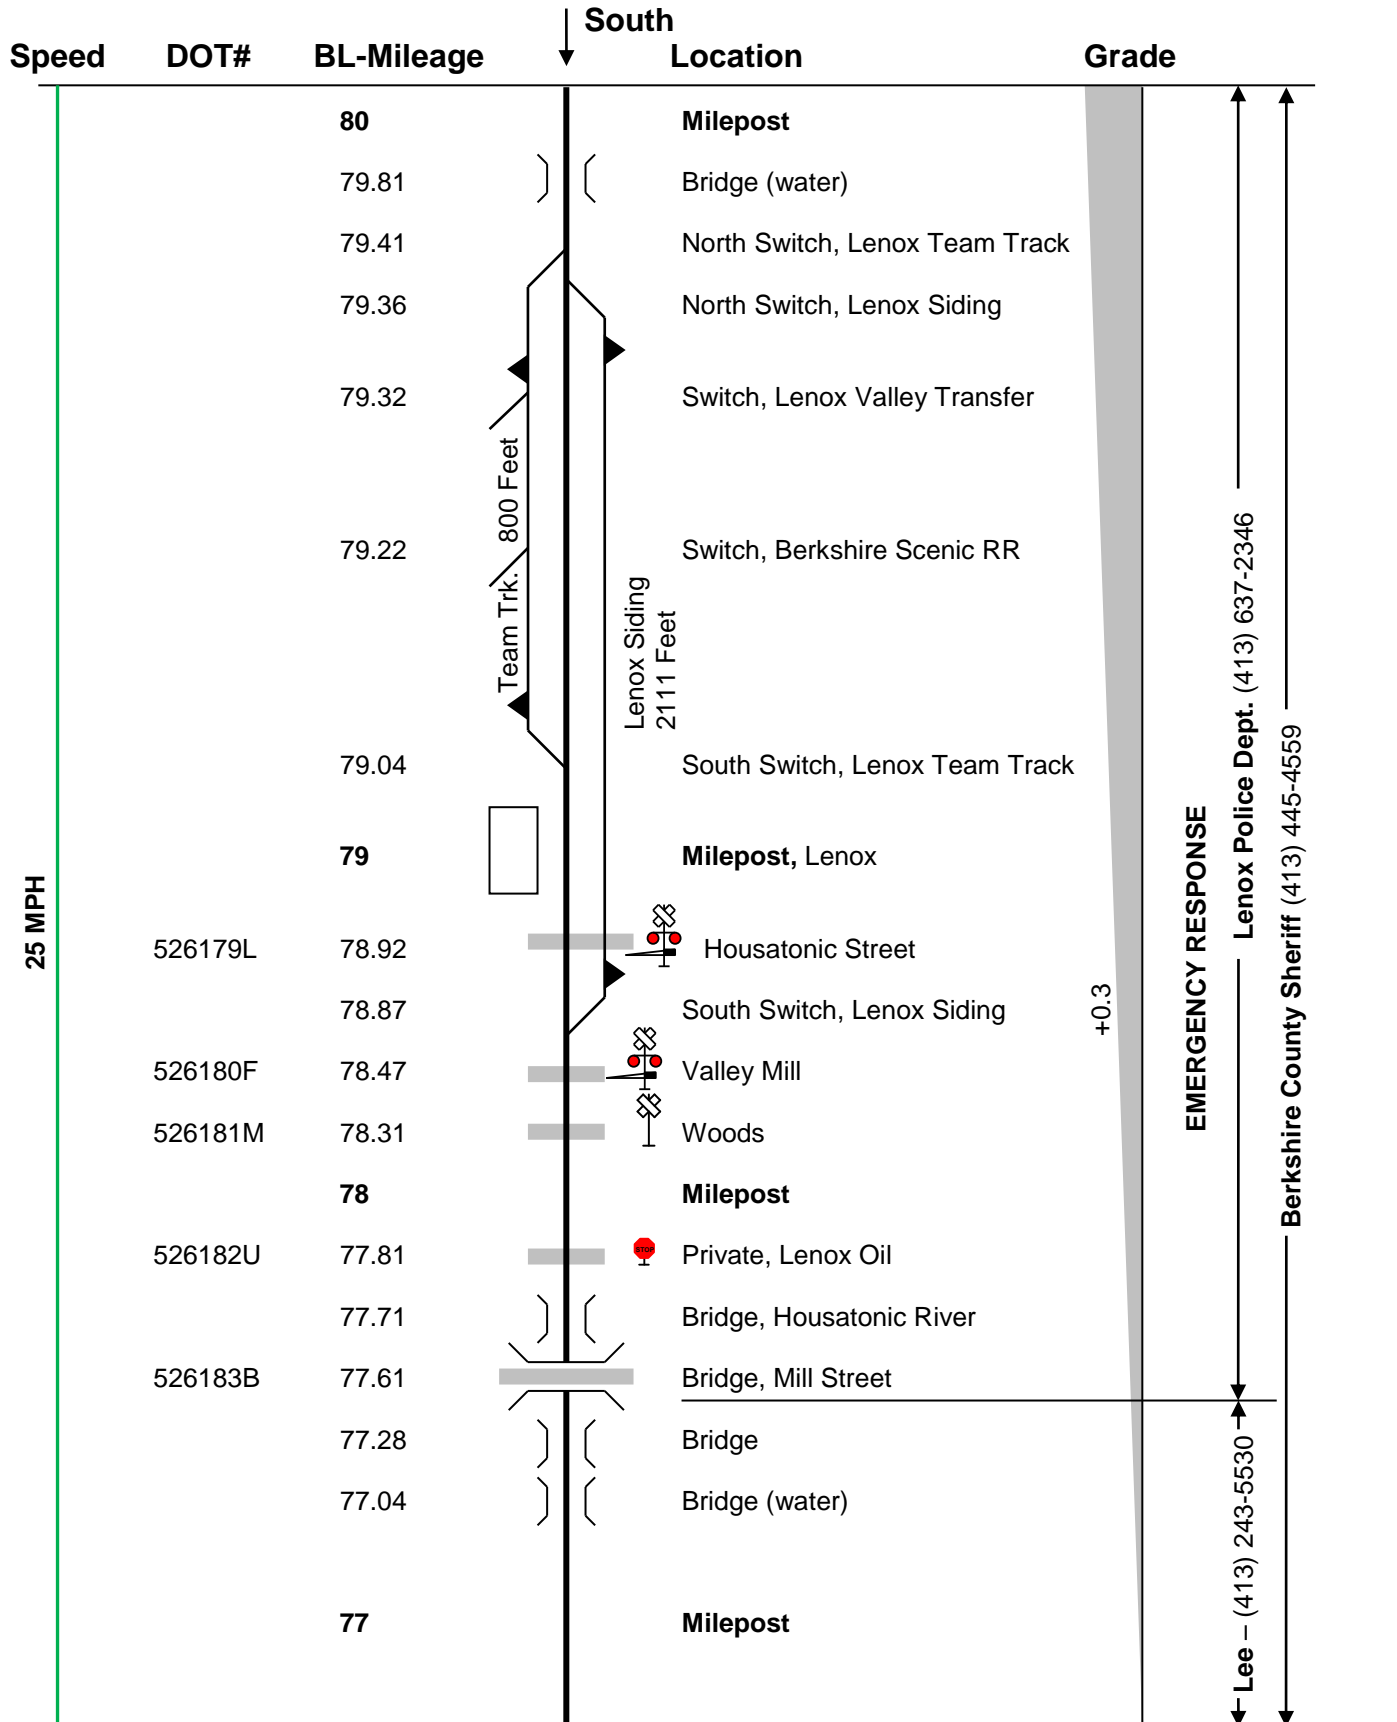 South
Speed DOT# BL-Mileage Location Grade
80 Milepost
79.81 Bridge (water)
79.41 North Switch, Lenox Team Track
79.36 North Switch, Lenox Siding
79.32 Switch, Lenox Valley Transfer
79.22 Switch, Berkshire Scenic RR
Team Trk. 800 Feet
Lenox Siding
2111 Feet
79.04 South Switch, Lenox Team Track
79 Milepost, Lenox
25 MPH
526179L 78.92 Housatonic Street
78.87 South Switch, Lenox Siding
+0.3
526180F 78.47 Valley Mill
526181M 78.31 Woods
78 Milepost
526182U 77.81 STOP Private, Lenox Oil
77.71 Bridge, Housatonic River
526183B 77.61 Bridge, Mill Street
77.28 Bridge
77.04 Bridge (water)
77 Milepost
EMERGENCY RESPONSE
Lenox Police Dept. (413) 637-2346
Berkshire County Sheriff (413) 445-4559
Lee – (413) 243-5530